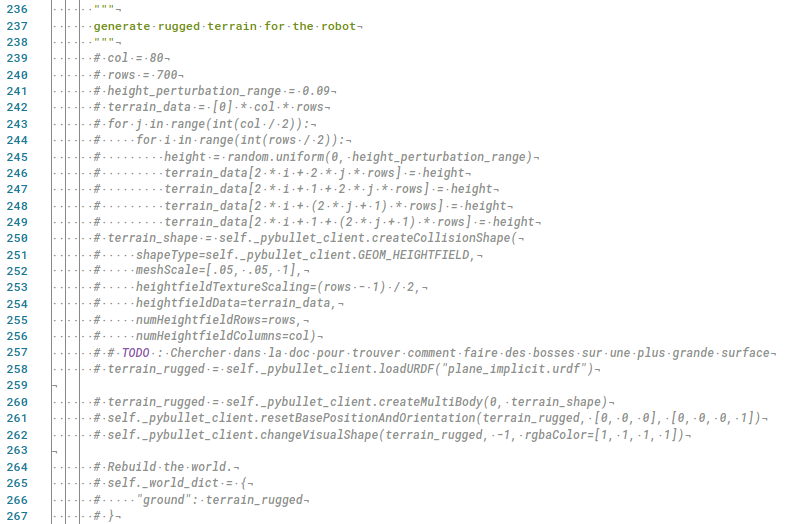 236 """¬
237 generate·rugged·terrain·for·the·robot¬
238 """¬
239 #·col·=·80¬
240 #·rows·=·700¬
241 #·height_perturbation_range·=·0.09¬
242 #·terrain_data·=·[0]·*·col·*·rows¬
243 #·for·j·in·range(int(col·/·2)):¬
244 #·····for·i·in·range(int(rows·/·2)):¬
245 #·········height·=·random.uniform(0,·height_perturbation_range)¬
246 #·········terrain_data[2·*·i·+·2·*·j·*·rows]·=·height¬
247 #·········terrain_data[2·*·i·+·1·+·2·*·j·*·rows]·=·height¬
248 #·········terrain_data[2·*·i·+·(2·*·j·+·1)·*·rows]·=·height¬
249 #·········terrain_data[2·*·i·+·1·+·(2·*·j·+·1)·*·rows]·=·height¬
250 #·terrain_shape·=·self._pybullet_client.createCollisionShape(¬
251 #·····shapeType=self._pybullet_client.GEOM_HEIGHTFIELD,¬
252 #·····meshScale=[.05,·.05,·1],¬
253 #·····heightfieldTextureScaling=(rows·-·1)·/·2,¬
254 #·····heightfieldData=terrain_data,¬
255 #·····numHeightfieldRows=rows,¬
256 #·····numHeightfieldColumns=col)¬
257 #·#·TODO·:·Chercher·dans·la·doc·pour·trouver·comment·faire·des·bosses·sur·une·plus·grande·surface¬
258 #·terrain_rugged·=·self._pybullet_client.loadURDF("plane_implicit.urdf")¬
259 ¬
260 #·terrain_rugged·=·self._pybullet_client.createMultiBody(0,·terrain_shape)¬
261 #·self._pybullet_client.resetBasePositionAndOrientation(terrain_rugged,·[0,·0,·0],·[0,·0,·0,·1])¬
262 #·self._pybullet_client.changeVisualShape(terrain_rugged,·-1,·rgbaColor=[1,·1,·1,·1])¬
263 ¬
264 #·Rebuild·the·world.¬
265 #·self._world_dict·=·{¬
266 #·····"ground":·terrain_rugged¬
267 #·}¬